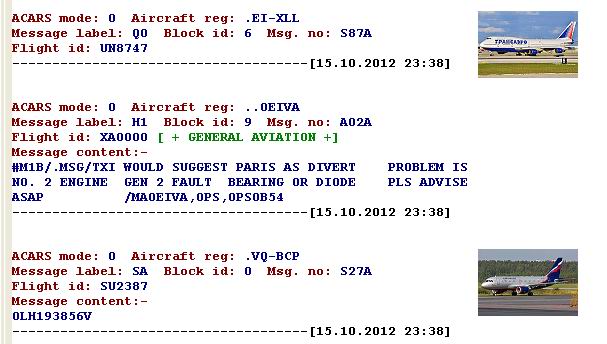 ACARS mode: 0 Aircraft reg: .EI-XLL
Message label: Q0 Block id: 6 Msg. no: S87A
Flight id: UN8747
-------------------------------------[15.10.2012 23:38]
ACARS mode: 0 Aircraft reg: ..OEIVA
Message label: H1 Block id: 9 Msg. no: A02A
Flight id: XA0000 [ + GENERAL AVIATION +]
Message content:-
#M1B/.MSG/TXI WOULD SUGGEST PARIS AS DIVERT PROBLEM IS
NO. 2 ENGINE GEN 2 FAULT BEARING OR DIODE PLS ADVISE
ASAP /MAOEIVA,OPS,OPSOB54
-------------------------------------[15.10.2012 23:38]
ACARS mode: 0 Aircraft reg: .VQ-BCP
Message label: SA Block id: 0 Msg. no: S27A
Flight id: SU2387
Message content:-
0LH193856V
-------------------------------------[15.10.2012 23:38]
ТРАНСАЭРО